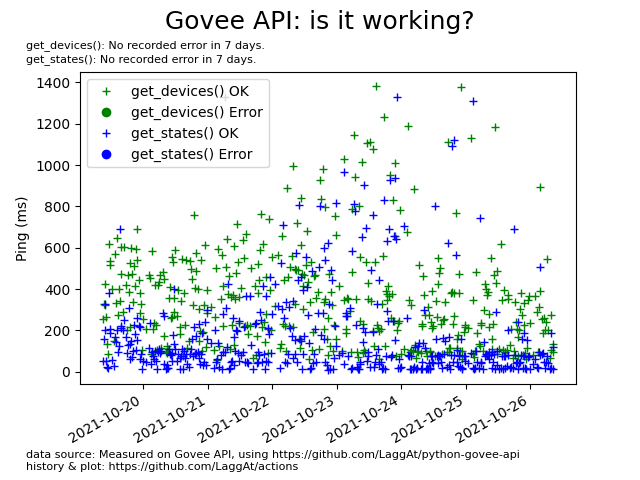 Govee API: is it working?
get_devices(): No recorded error in 7 days.
get_states(): No recorded error in 7 days.
get_devices() OK
get_devices() Error
get_states() OK
get_states() Error
Ping (ms)
1400
1200
1000
800
600
400
200
0
2021-10-20
2021-10-21
2021-10-22
2021-10-23
2021-10-24
2021-10-25
2021-10-26
data source: Measured on Govee API, using https://github.com/LaggAt/python-govee-api
history & plot: https://github.com/LaggAt/actions